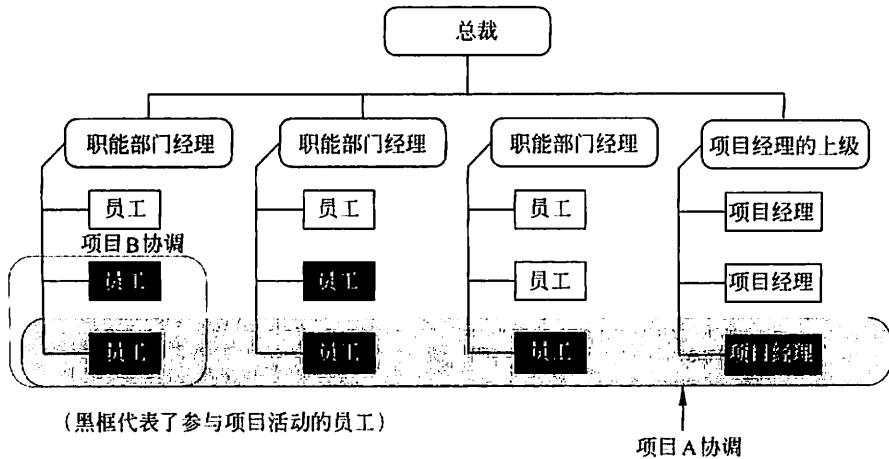 总裁
职能部门经理 职能部门经理 职能部门经理 项目经理的上级
员工 员工 员工 项目经理
项目B协调
员工 员工 员工 项目经理
员工 员工 员工 项目经理
(黑框代表了参与项目活动的员工)
项目A协调